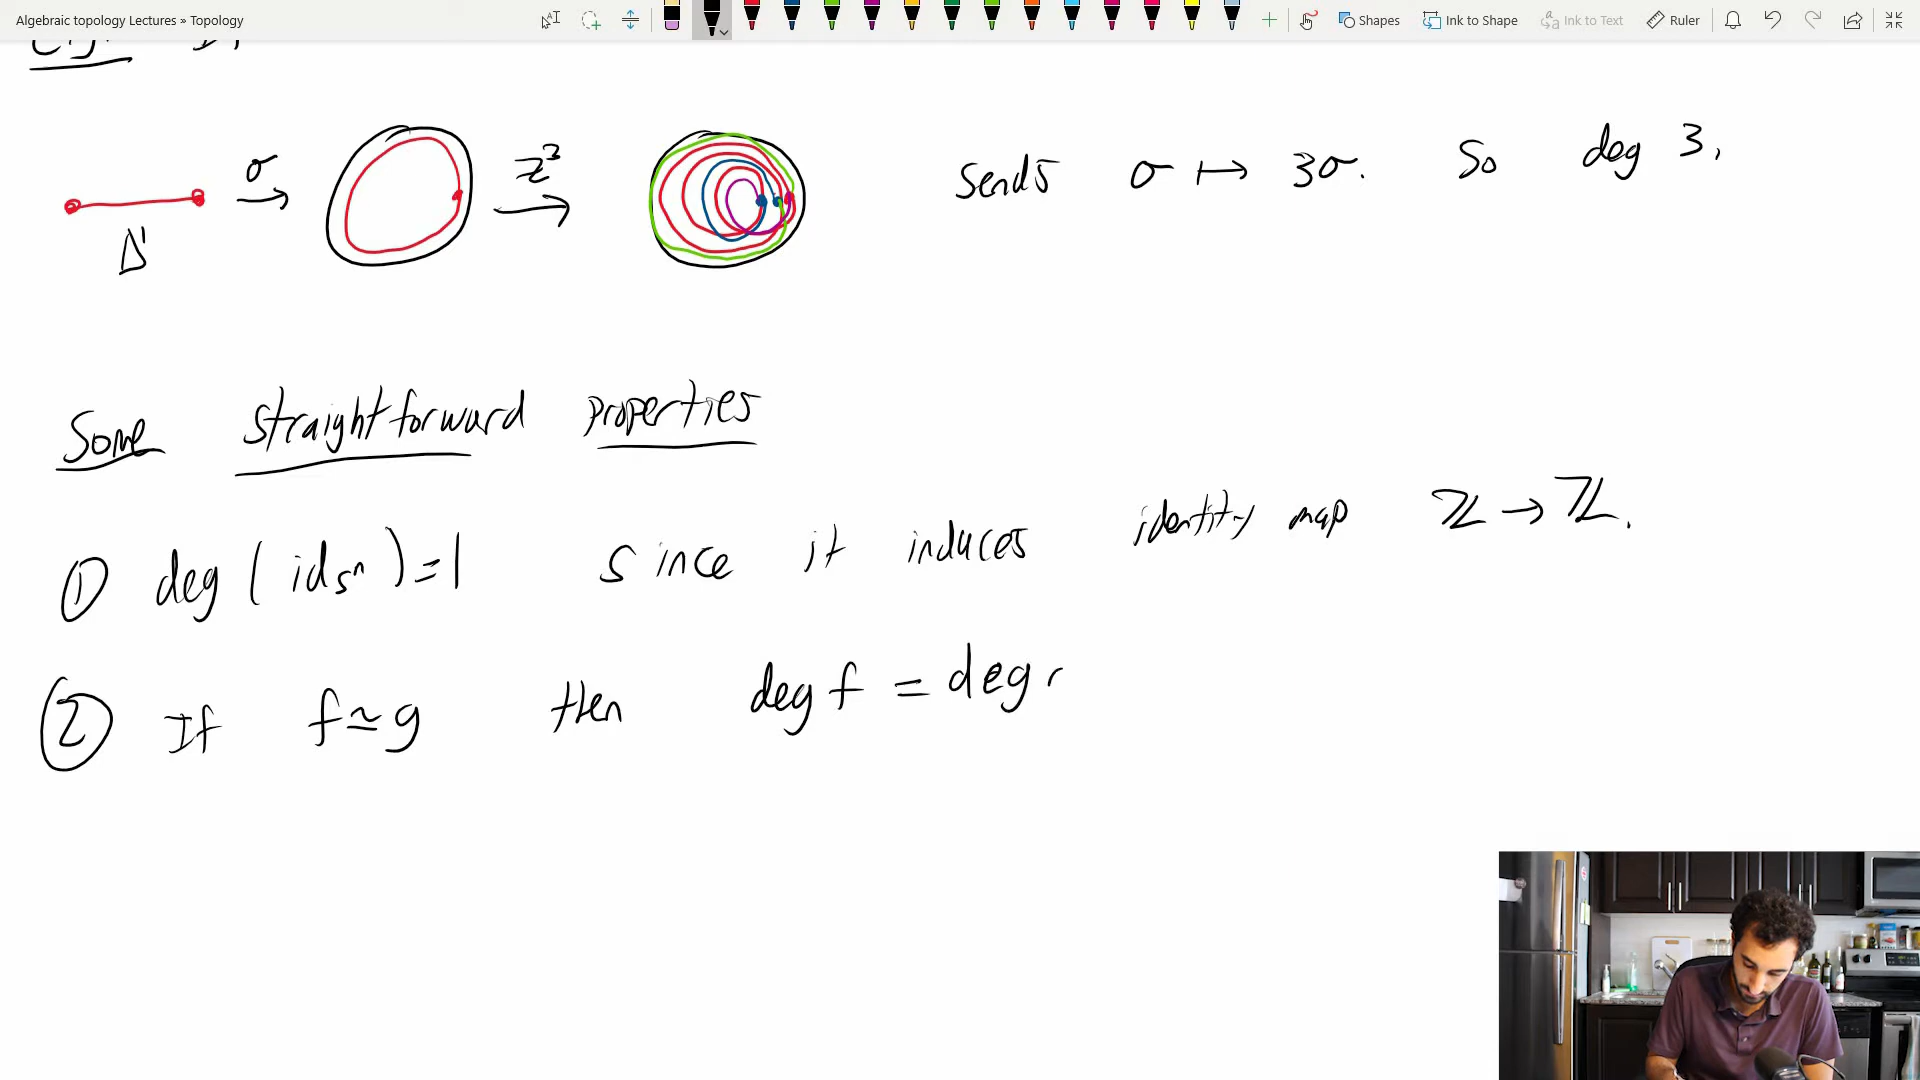 Algebraic topology Lectures » Topology
Shapes Ink to Shape Ink to Text Ruler
σ z³ sends σ ↦ 3σ. So deg 3.
Δ¹
Some straightforward properties
① deg (id Sⁿ) = 1 since it induces identity map ℤ → ℤ.
② If f ≃ g then deg f = deg